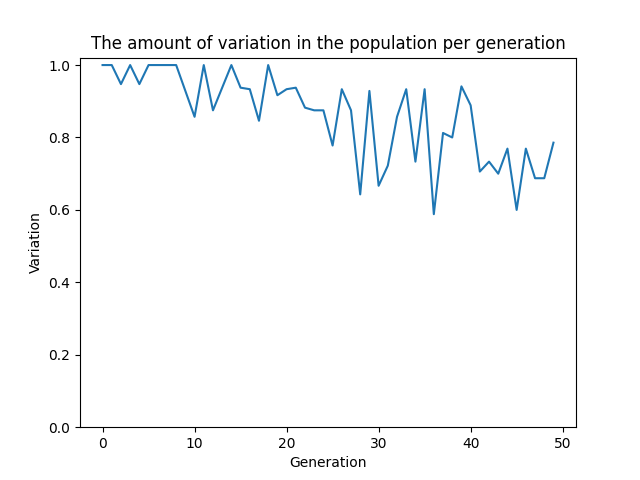 The amount of variation in the population per generation
1.0
0.8
0.6
0.4
0.2
0.0
Variation
0 10 20 30 40 50
Generation